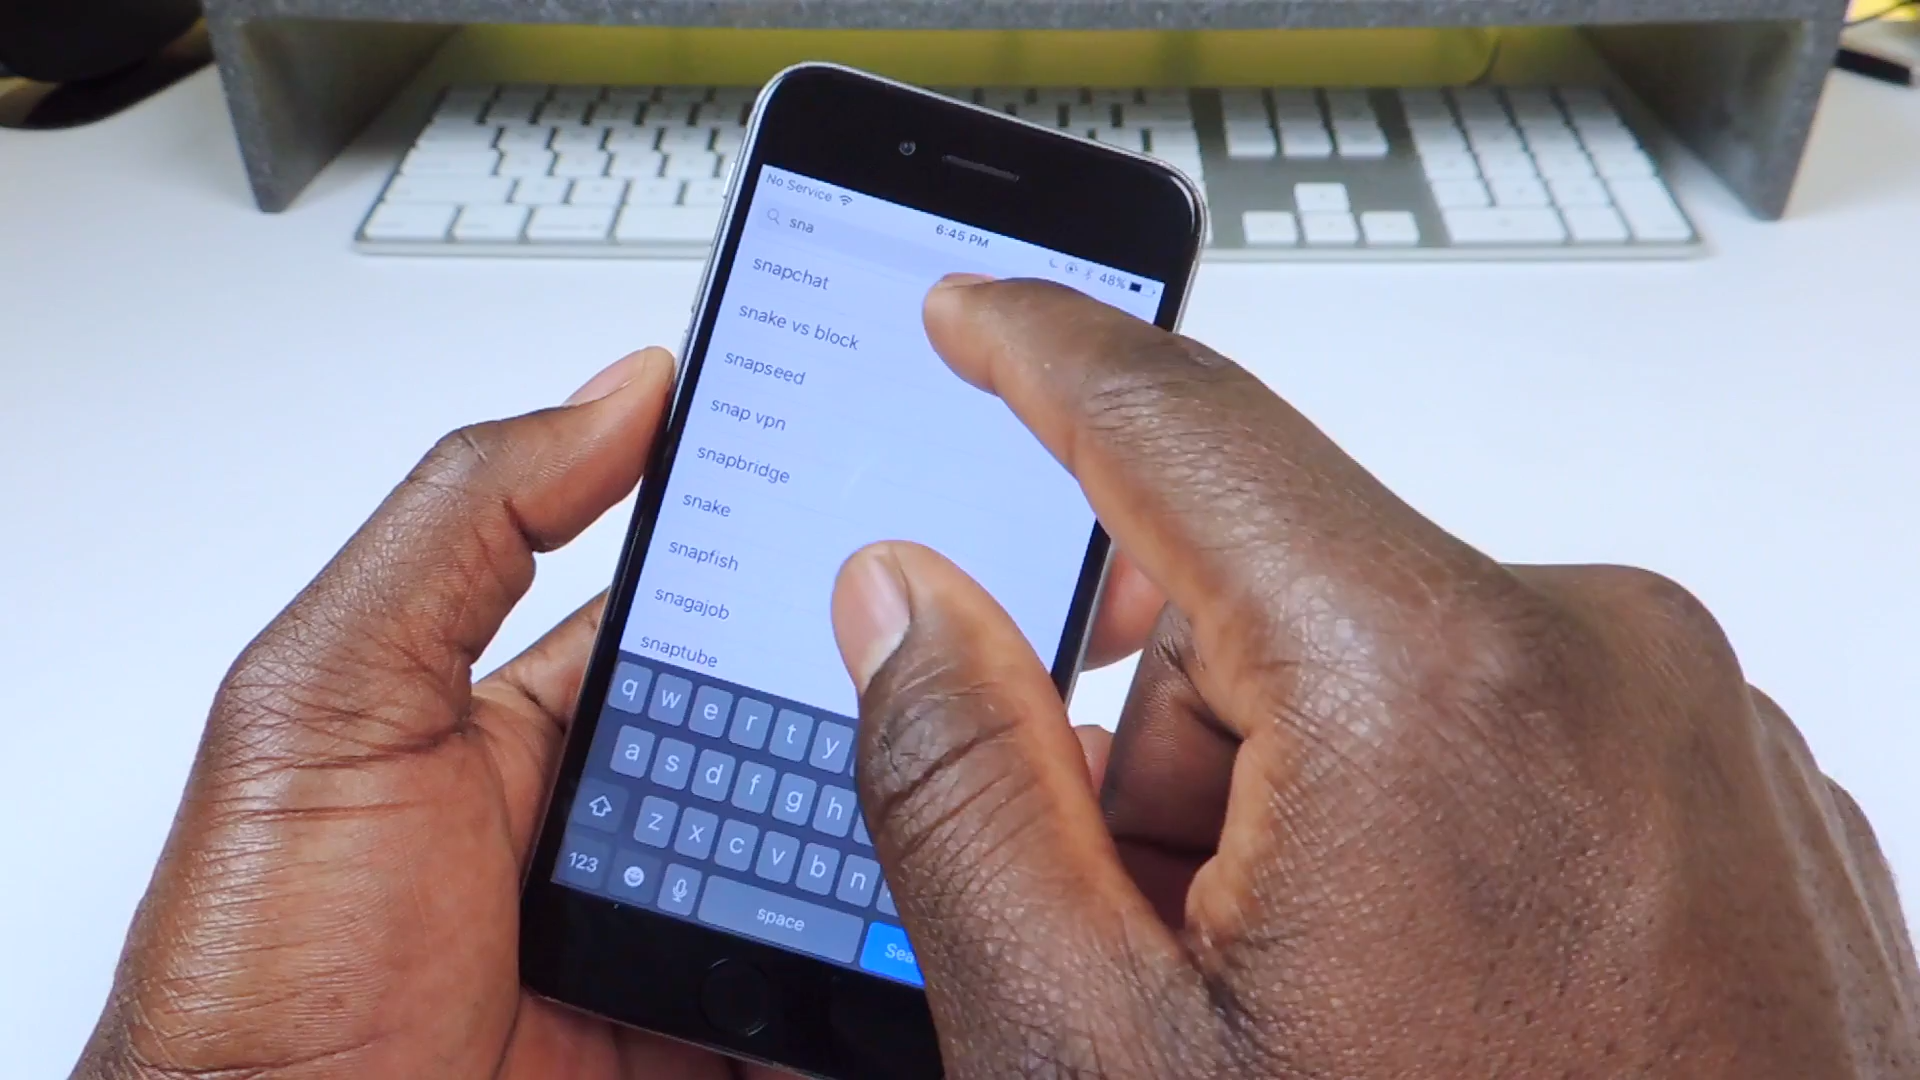 No Service
6:45 PM
48%
sna
snapchat
snake vs block
snapseed
snap vpn
snapbridge
snake
snapfish
snagajob
snaptube
q w e r t y
a s d f g h
z x c v b n
123 space Sea